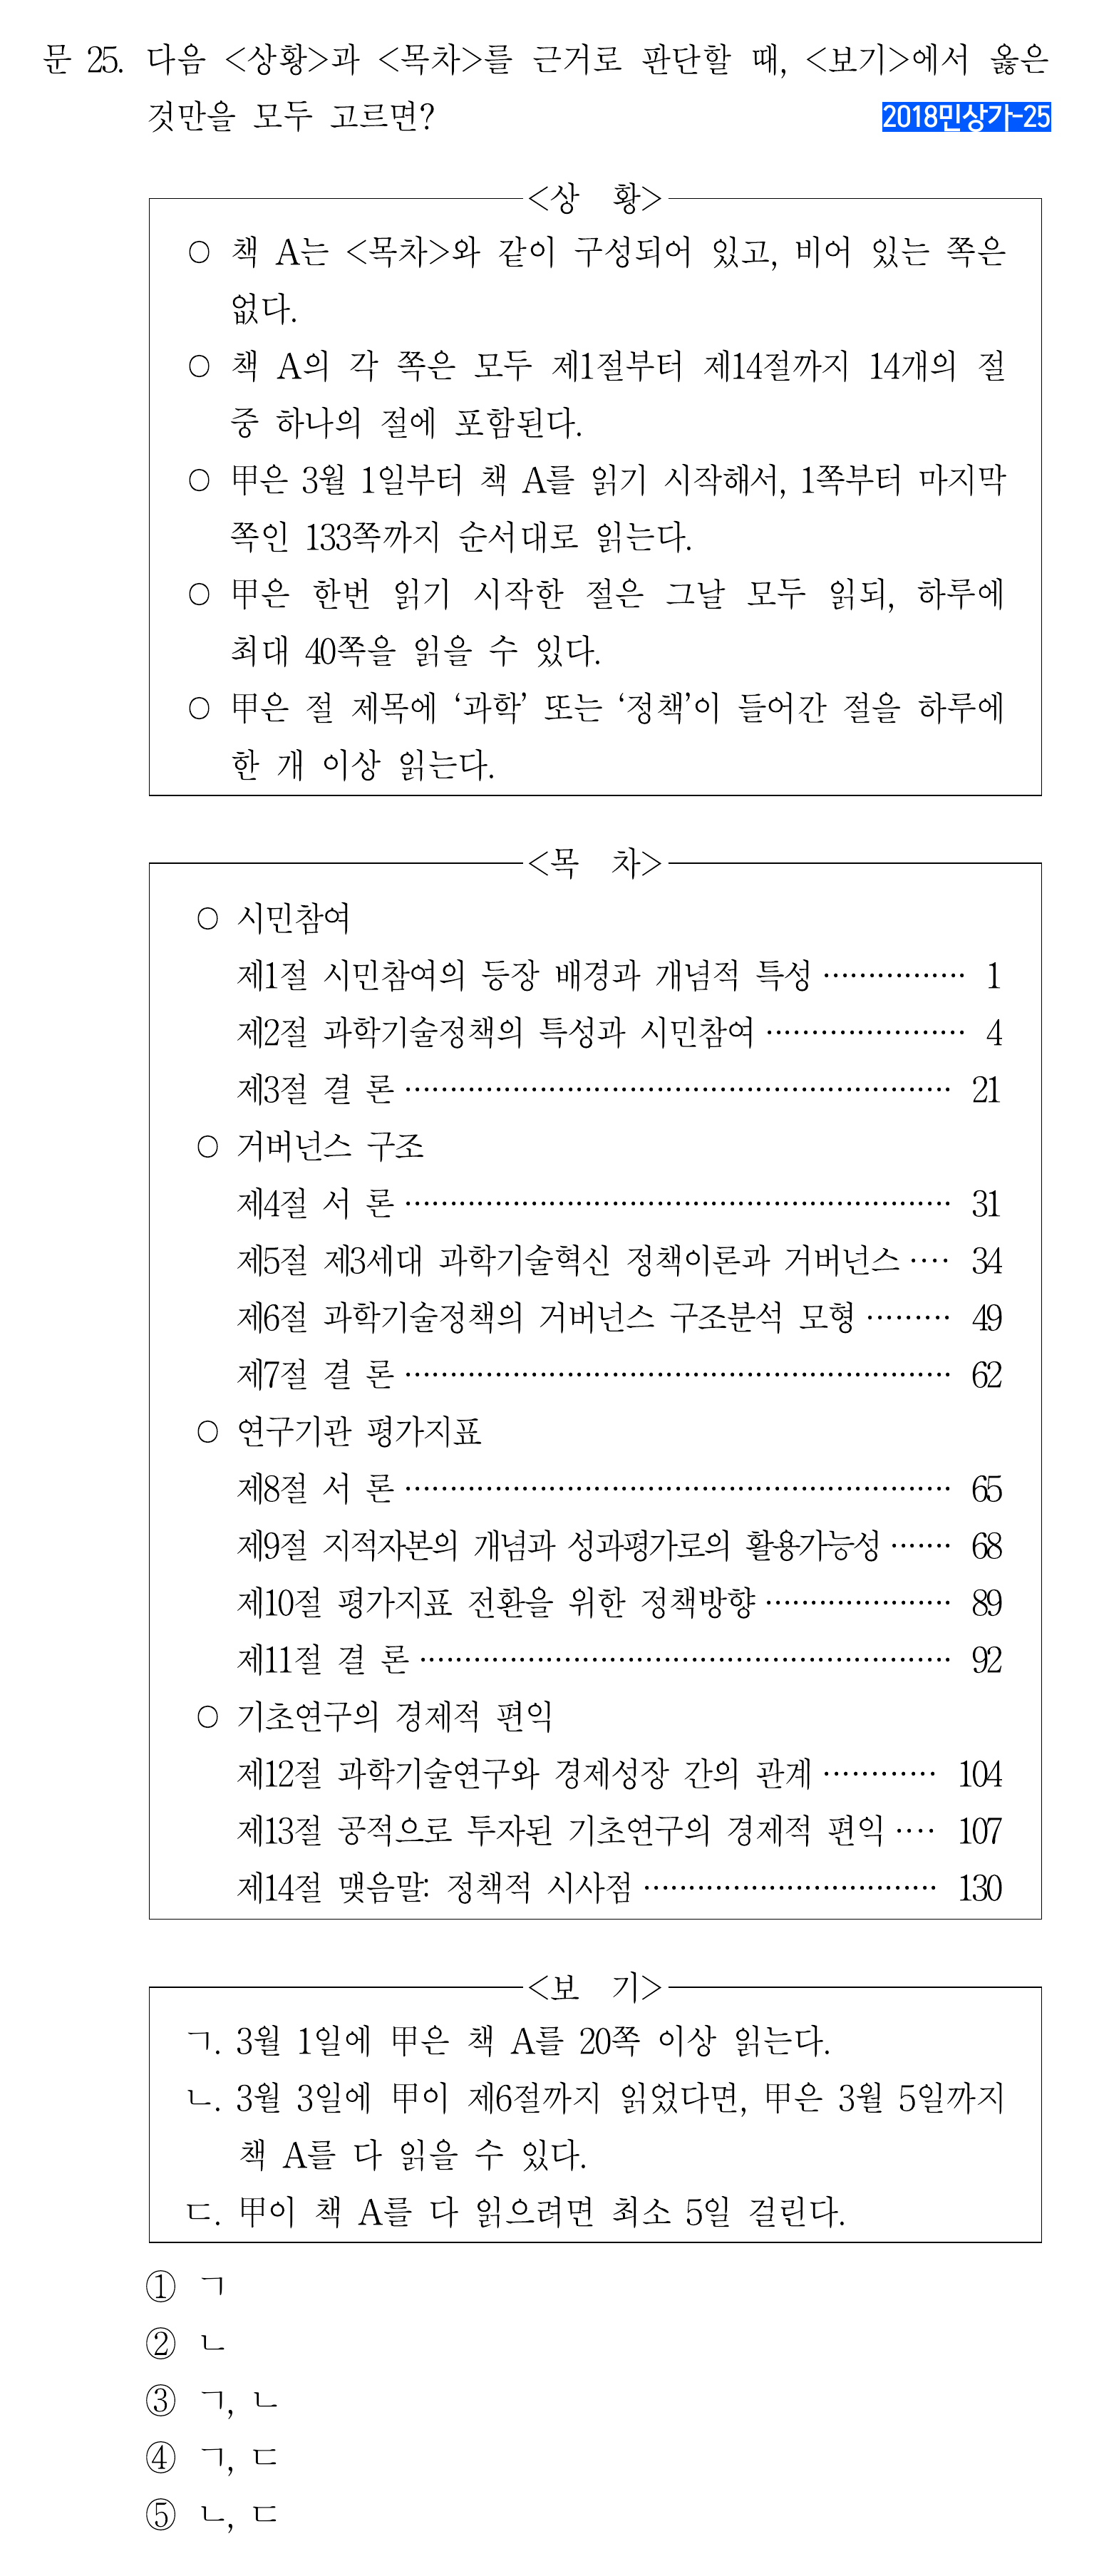 문 25. 다음 <상황>과 <목차>를 근거로 판단할 때, <보기>에서 옳은
것만을 모두 고르면?
2018민상가-25
<상 황>
○ 책 A는 <목차>와 같이 구성되어 있고, 비어 있는 쪽은
없다.
○ 책 A의 각 쪽은 모두 제1절부터 제14절까지 14개의 절
중 하나의 절에 포함된다.
○ 甲은 3월 1일부터 책 A를 읽기 시작해서, 1쪽부터 마지막
쪽인 133쪽까지 순서대로 읽는다.
○ 甲은 한번 읽기 시작한 절은 그날 모두 읽되, 하루에
최대 40쪽을 읽을 수 있다.
○ 甲은 절 제목에 ‘과학’ 또는 ‘정책’이 들어간 절을 하루에
한 개 이상 읽는다.
<목 차>
○ 시민참여
제1절 시민참여의 등장 배경과 개념적 특성 ················ 1
제2절 과학기술정책의 특성과 시민참여 ······················ 4
제3절 결 론 ····························································· 21
○ 거버넌스 구조
제4절 서 론 ····························································· 31
제5절 제3세대 과학기술혁신 정책이론과 거버넌스 ···· 34
제6절 과학기술정책의 거버넌스 구조분석 모형 ········· 49
제7절 결 론 ····························································· 62
○ 연구기관 평가지표
제8절 서 론 ····························································· 65
제9절 지적자본의 개념과 성과평가로의 활용가능성 ······· 68
제10절 평가지표 전환을 위한 정책방향 ····················· 89
제11절 결 론 ··························································· 92
○ 기초연구의 경제적 편익
제12절 과학기술연구와 경제성장 간의 관계 ············· 104
제13절 공적으로 투자된 기초연구의 경제적 편익 ···· 107
제14절 맺음말: 정책적 시사점 ································· 130
<보 기>
ㄱ. 3월 1일에 甲은 책 A를 20쪽 이상 읽는다.
ㄴ. 3월 3일에 甲이 제6절까지 읽었다면, 甲은 3월 5일까지
책 A를 다 읽을 수 있다.
ㄷ. 甲이 책 A를 다 읽으려면 최소 5일 걸린다.
① ㄱ
② ㄴ
③ ㄱ, ㄴ
④ ㄱ, ㄷ
⑤ ㄴ, ㄷ